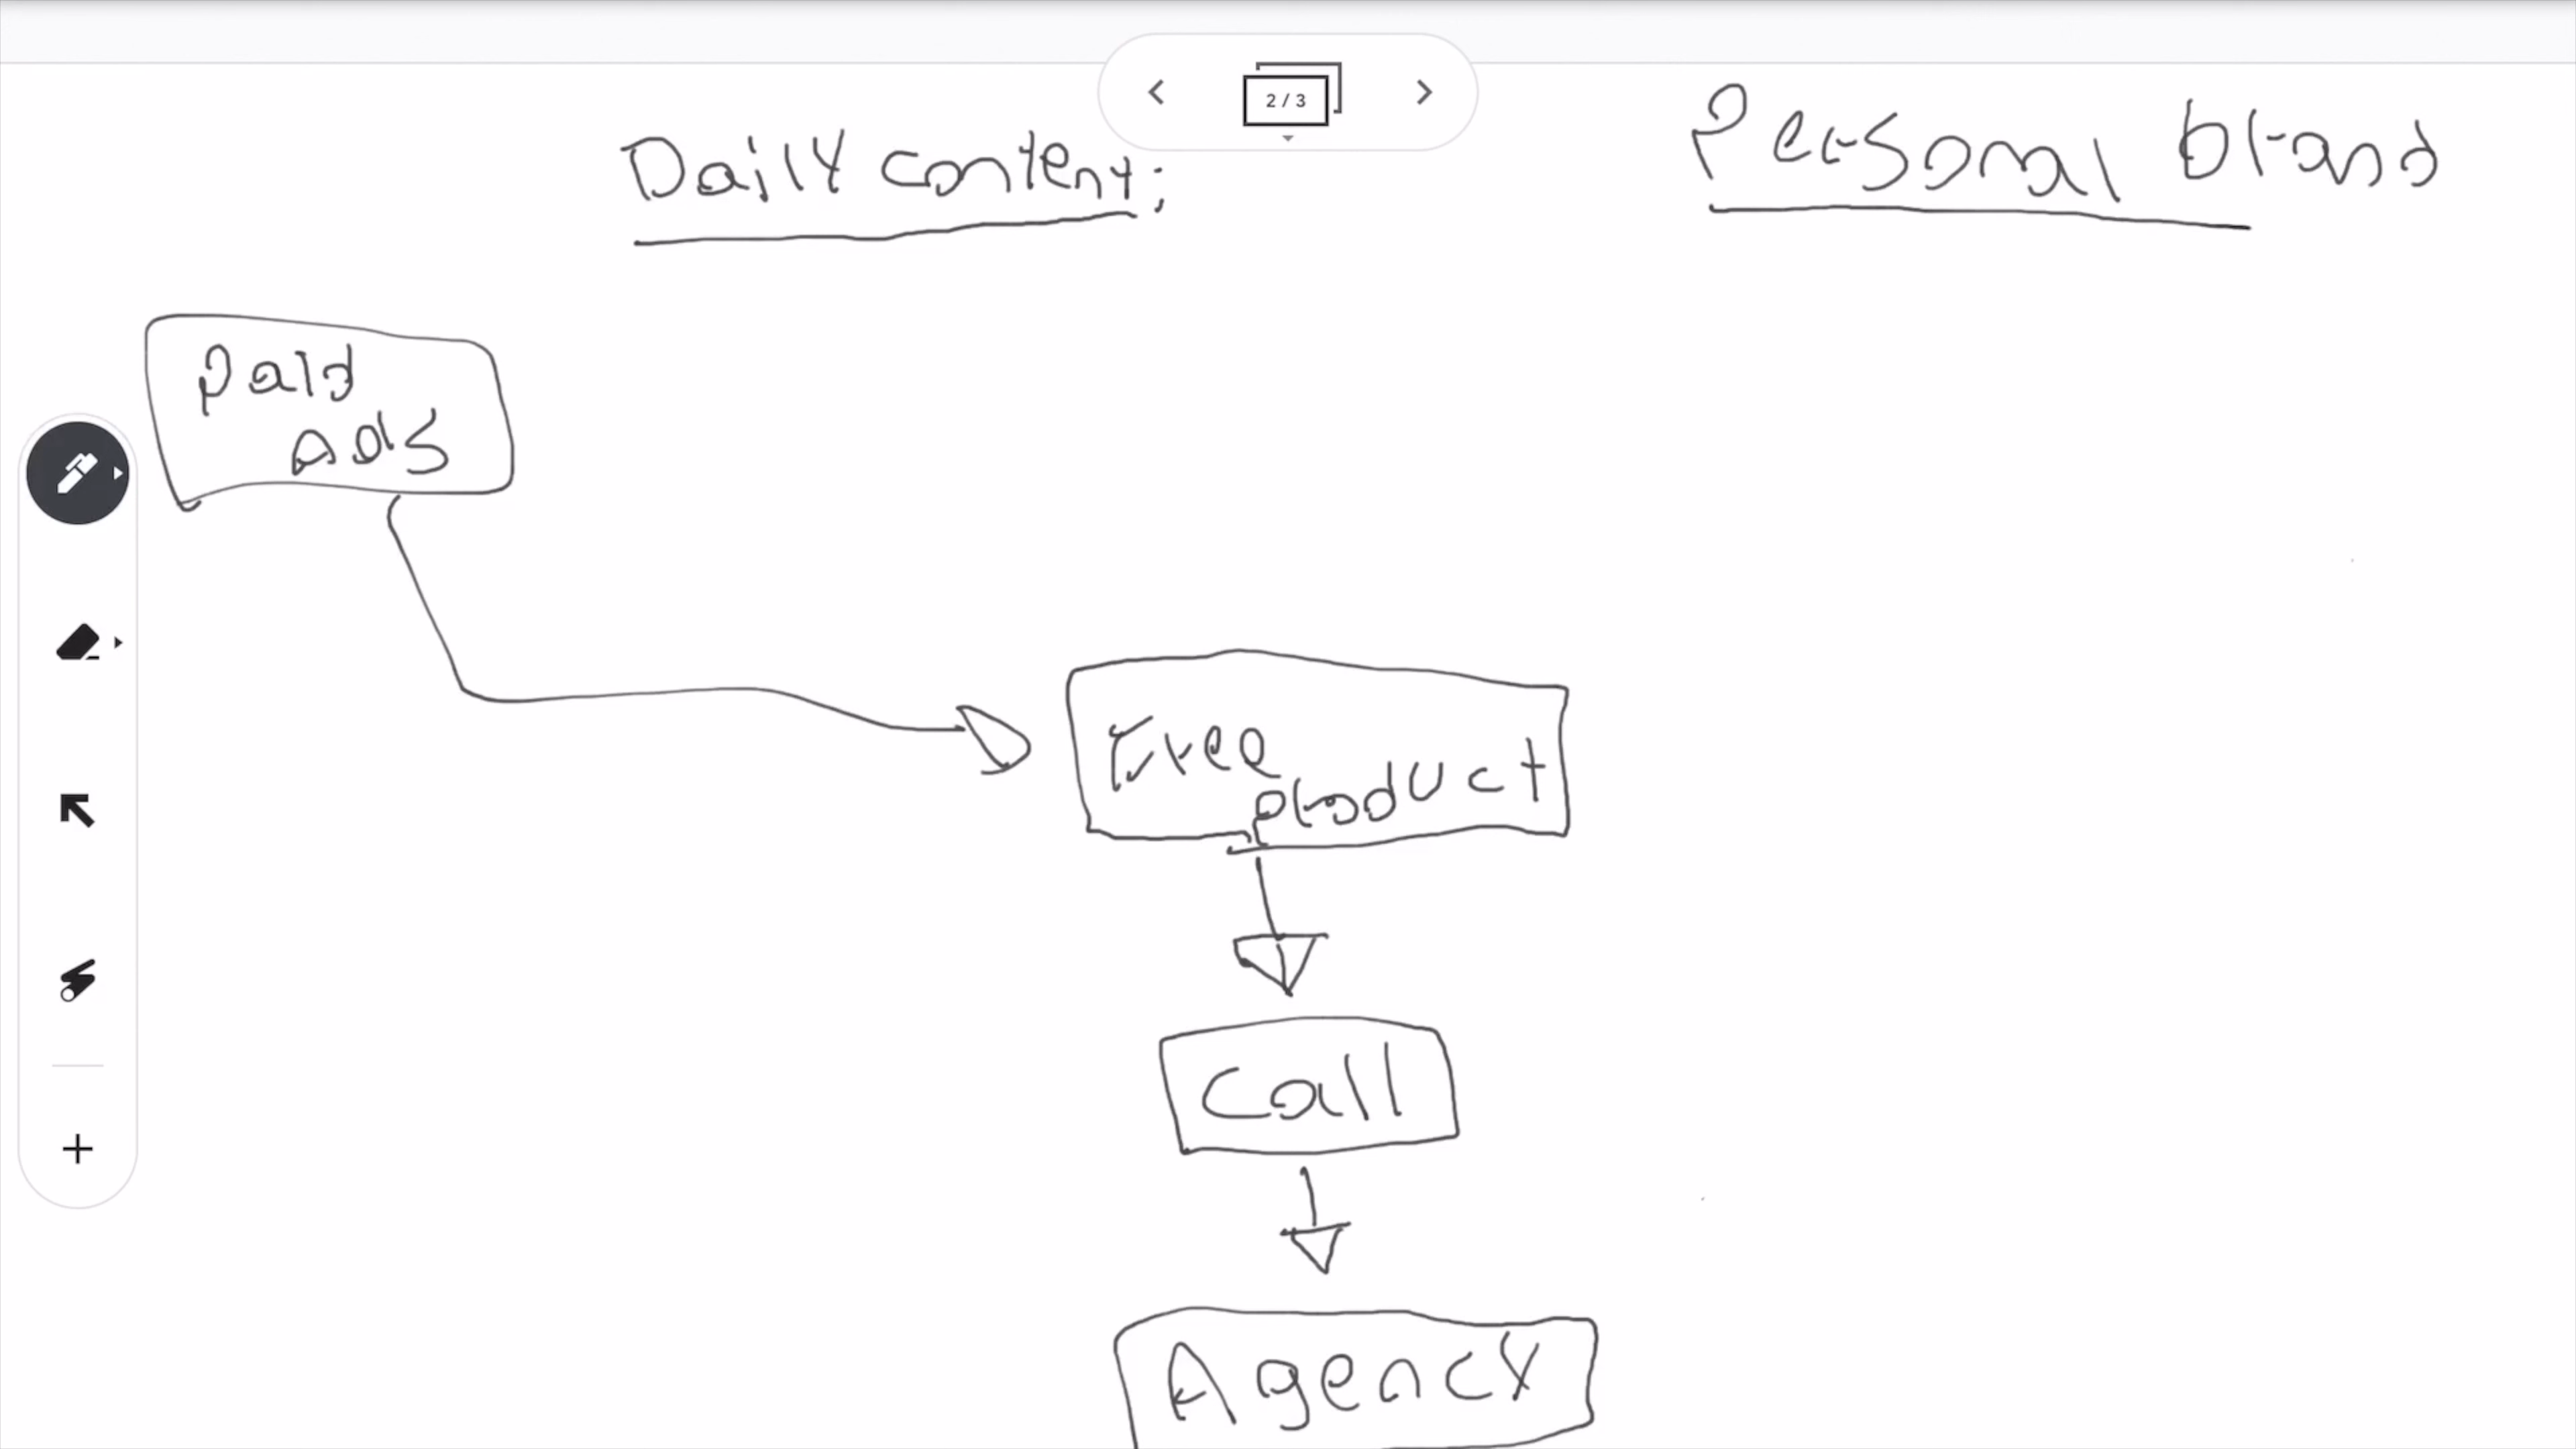 2 / 3
Daily content:
Personal brand
Paid
ADS
Free
product
call
Agency